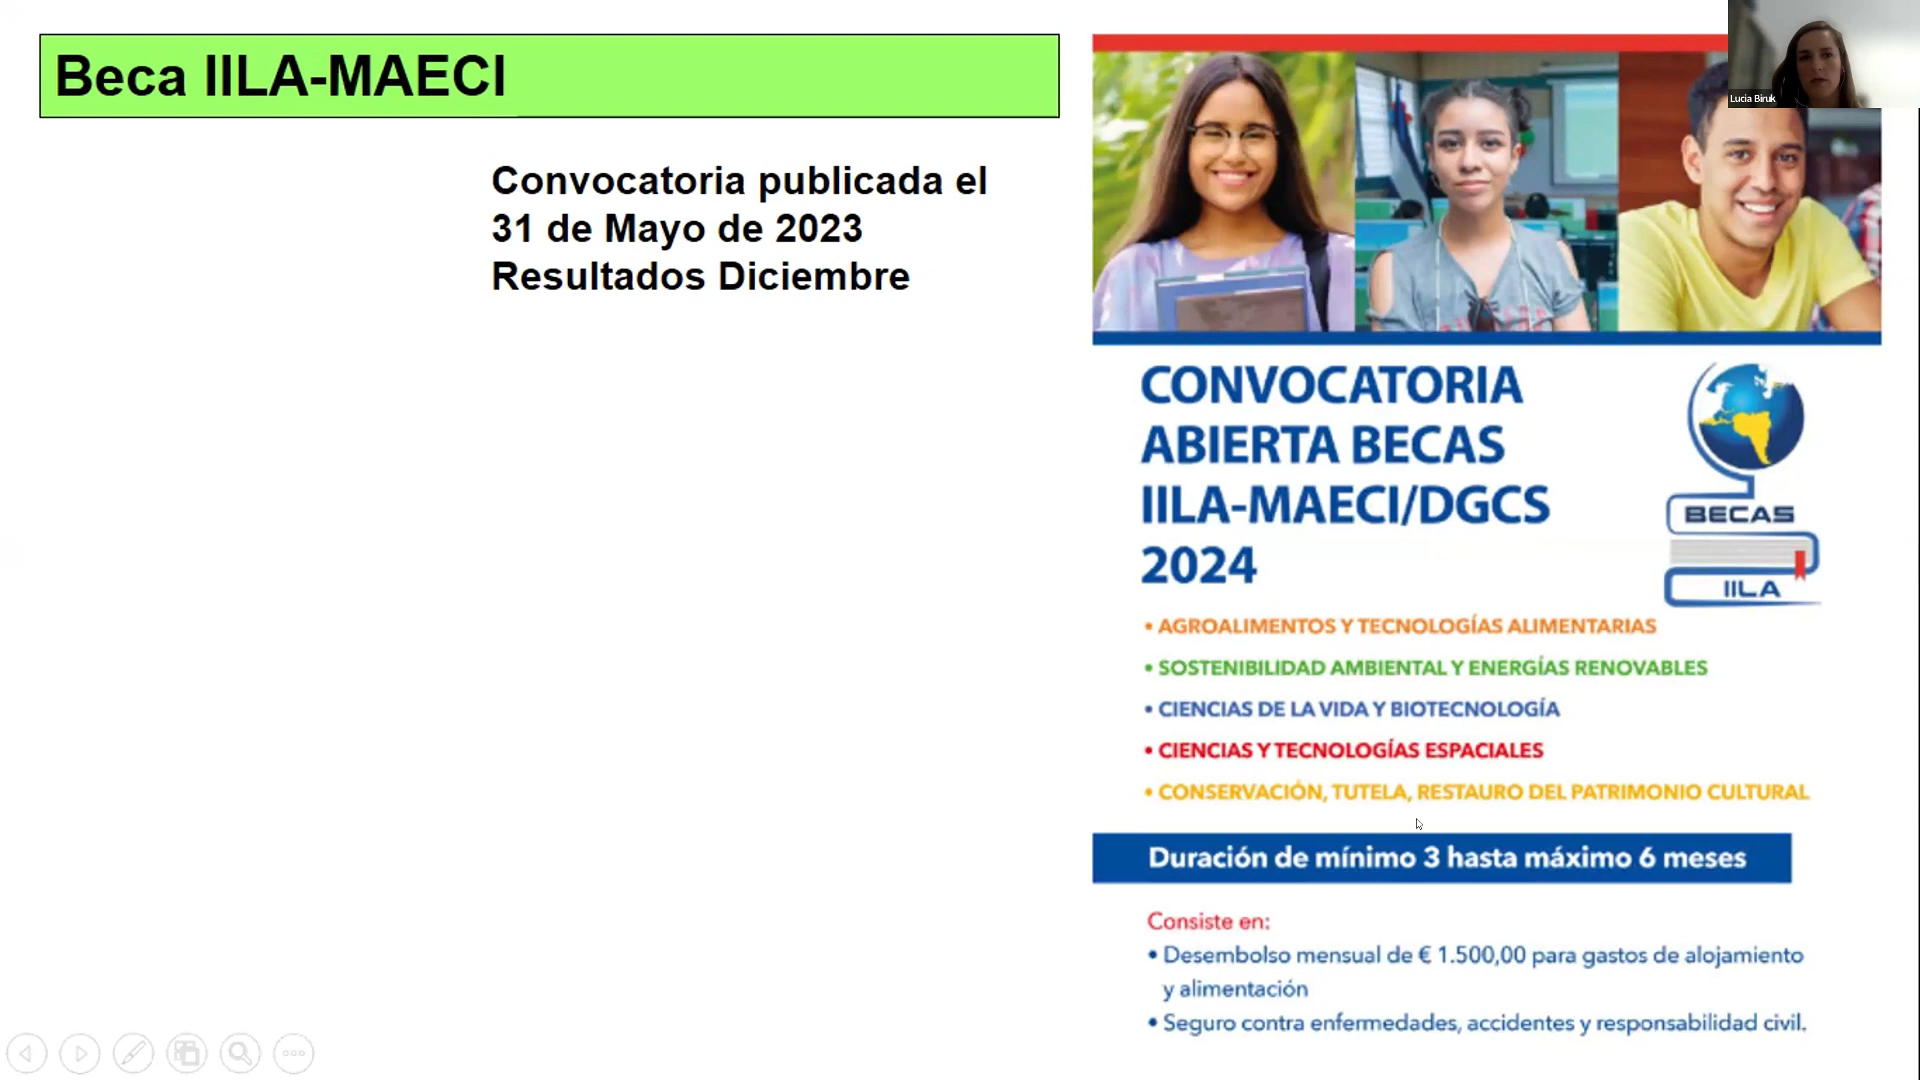 Beca IILA-MAECI
Convocatoria publicada el
31 de Mayo de 2023
Resultados Diciembre
Lucia Biruk
CONVOCATORIA
ABIERTA BECAS
IILA-MAECI/DGCS
2024
BECAS
IILA
• AGROALIMENTOS Y TECNOLOGÍAS ALIMENTARIAS
• SOSTENIBILIDAD AMBIENTAL Y ENERGÍAS RENOVABLES
• CIENCIAS DE LA VIDA Y BIOTECNOLOGÍA
• CIENCIAS Y TECNOLOGÍAS ESPACIALES
• CONSERVACIÓN, TUTELA, RESTAURO DEL PATRIMONIO CULTURAL
Duración de mínimo 3 hasta máximo 6 meses
Consiste en:
• Desembolso mensual de € 1.500,00 para gastos de alojamiento
y alimentación
• Seguro contra enfermedades, accidentes y responsabilidad civil.